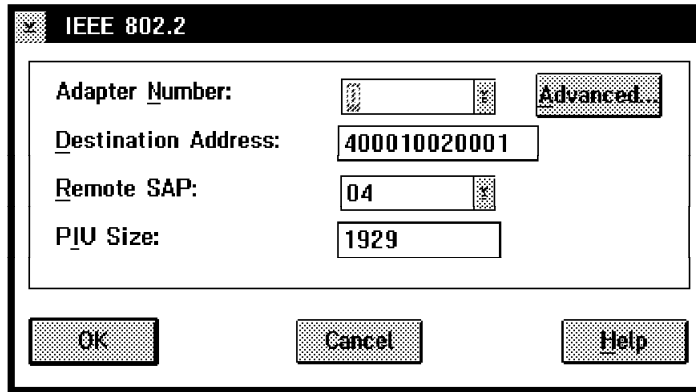 IEEE 802.2
Adapter Number:
Advanced...
Destination Address: 400010020001
Remote SAP: 04
PIU Size: 1929
OK Cancel Help